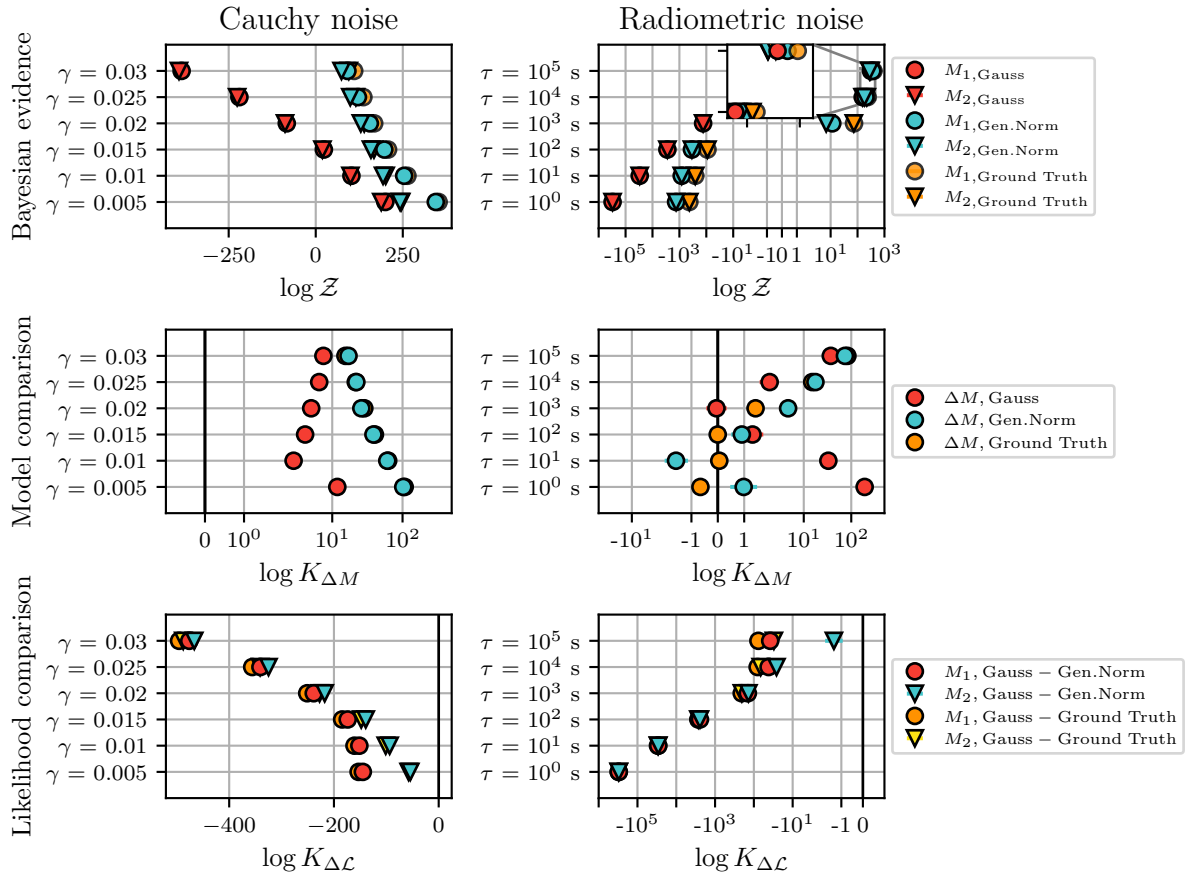 Cauchy noise
Radiometric noise
Bayesian evidence
γ = 0.03
γ = 0.025
γ = 0.02
γ = 0.015
γ = 0.01
γ = 0.005
−250 0 250
log 𝒵
τ = 10⁵ s
τ = 10⁴ s
τ = 10³ s
τ = 10² s
τ = 10¹ s
τ = 10⁰ s
-10⁵ -10³ -10¹ -10 1 10¹ 10³
log 𝒵
M₁,Gauss
M₂,Gauss
M₁,Gen.Norm
M₂,Gen.Norm
M₁,Ground Truth
M₂,Ground Truth
Model comparison
γ = 0.03
γ = 0.025
γ = 0.02
γ = 0.015
γ = 0.01
γ = 0.005
0 10⁰ 10¹ 10²
log K_ΔM
τ = 10⁵ s
τ = 10⁴ s
τ = 10³ s
τ = 10² s
τ = 10¹ s
τ = 10⁰ s
-10¹ -1 0 1 10¹ 10²
log K_ΔM
ΔM, Gauss
ΔM, Gen.Norm
ΔM, Ground Truth
Likelihood comparison
γ = 0.03
γ = 0.025
γ = 0.02
γ = 0.015
γ = 0.01
γ = 0.005
−400 −200 0
log K_Δℒ
τ = 10⁵ s
τ = 10⁴ s
τ = 10³ s
τ = 10² s
τ = 10¹ s
τ = 10⁰ s
-10⁵ -10³ -10¹ -1 0
log K_Δℒ
M₁, Gauss − Gen.Norm
M₂, Gauss − Gen.Norm
M₁, Gauss − Ground Truth
M₂, Gauss − Ground Truth